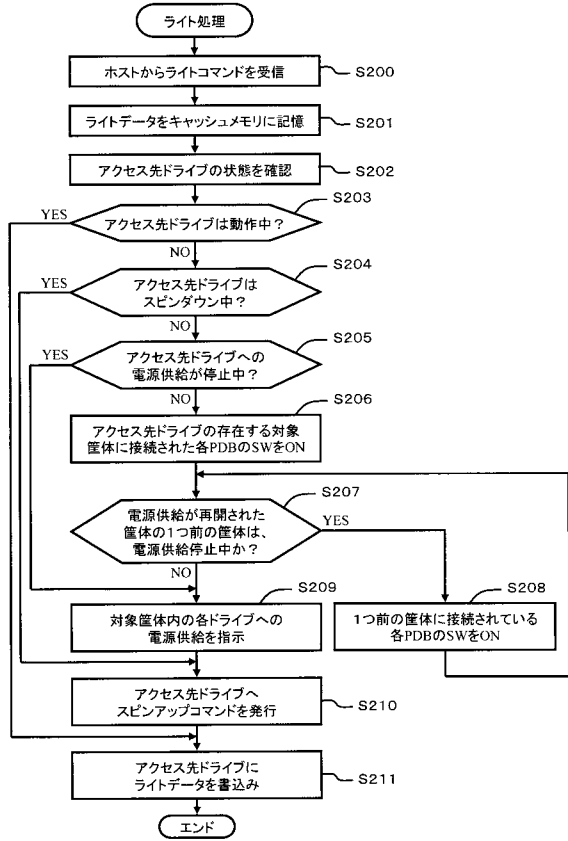 ライト処理
ホストからライトコマンドを受信
S200
ライトデータをキャッシュメモリに記憶
S201
アクセス先ドライブの状態を確認
S202
S203
YES
アクセス先ドライブは動作中？
NO
S204
YES
アクセス先ドライブは
スピンダウン中？
NO
S205
YES
アクセス先ドライブへの
電源供給が停止中？
NO
S206
アクセス先ドライブの存在する対象
筐体に接続された各PDBのSWをON
S207
電源供給が再開された
筐体の1つ前の筐体は、
電源供給停止中か？
YES
NO
S209
対象筐体内の各ドライブへの
電源供給を指示
S208
1つ前の筐体に接続されている
各PDBのSWをON
アクセス先ドライブへ
スピンアップコマンドを発行
S210
アクセス先ドライブに
ライトデータを書込み
S211
エンド